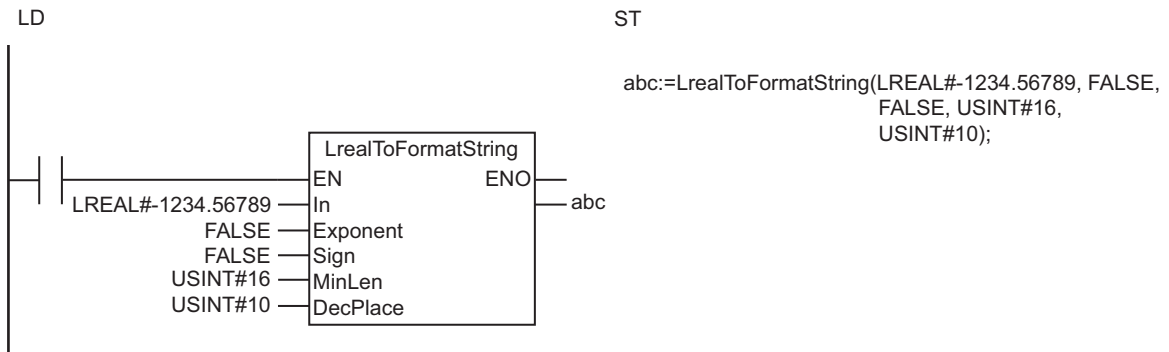 LD
ST
abc:=LrealToFormatString(LREAL#-1234.56789, FALSE,
FALSE, USINT#16,
USINT#10);
LrealToFormatString
EN ENO
LREAL#-1234.56789 In abc
FALSE Exponent
FALSE Sign
USINT#16 MinLen
USINT#10 DecPlace